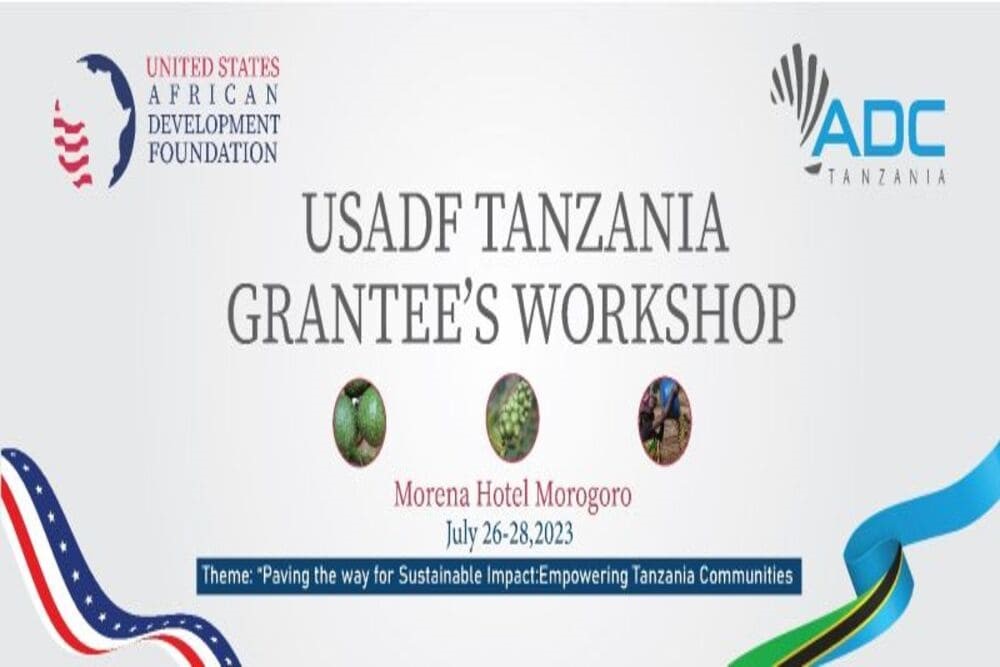 UNITED STATES
AFRICAN
DEVELOPMENT
FOUNDATION
ADC
TANZANIA
USADF TANZANIA
GRANTEE'S WORKSHOP
Morena Hotel Morogoro
July 26-28,2023
Theme: "Paving the way for Sustainable Impact:Empowering Tanzania Communities